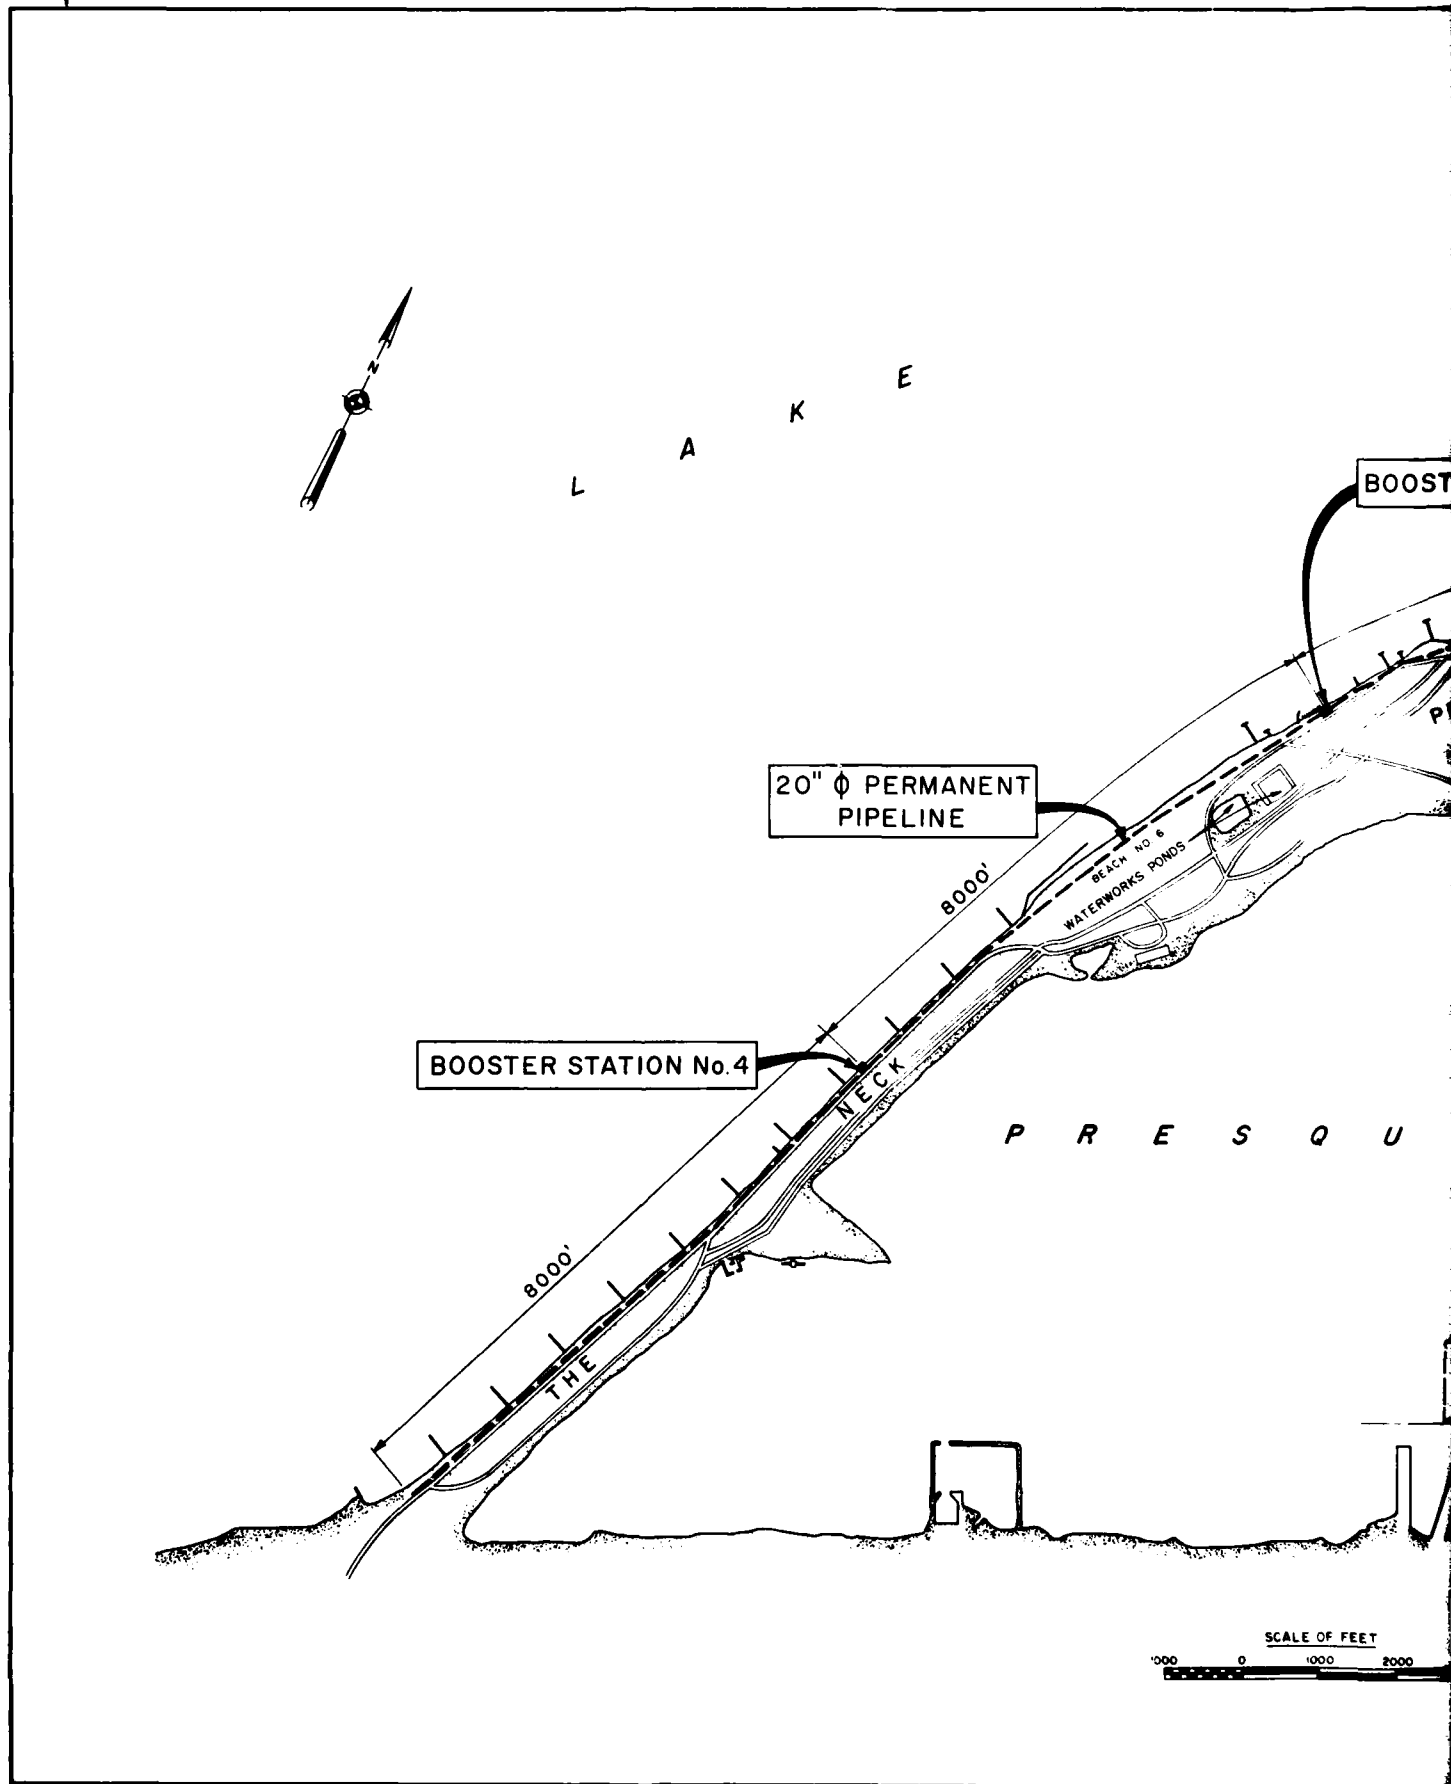 N
L A K E
BOOST
20" ϕ PERMANENT
PIPELINE
8000'
BEACH NO 6
WATERWORKS PONDS
BOOSTER STATION No.4
THE NECK
P R E S Q U
8000'
SCALE OF FEET
1000 0 1000 2000